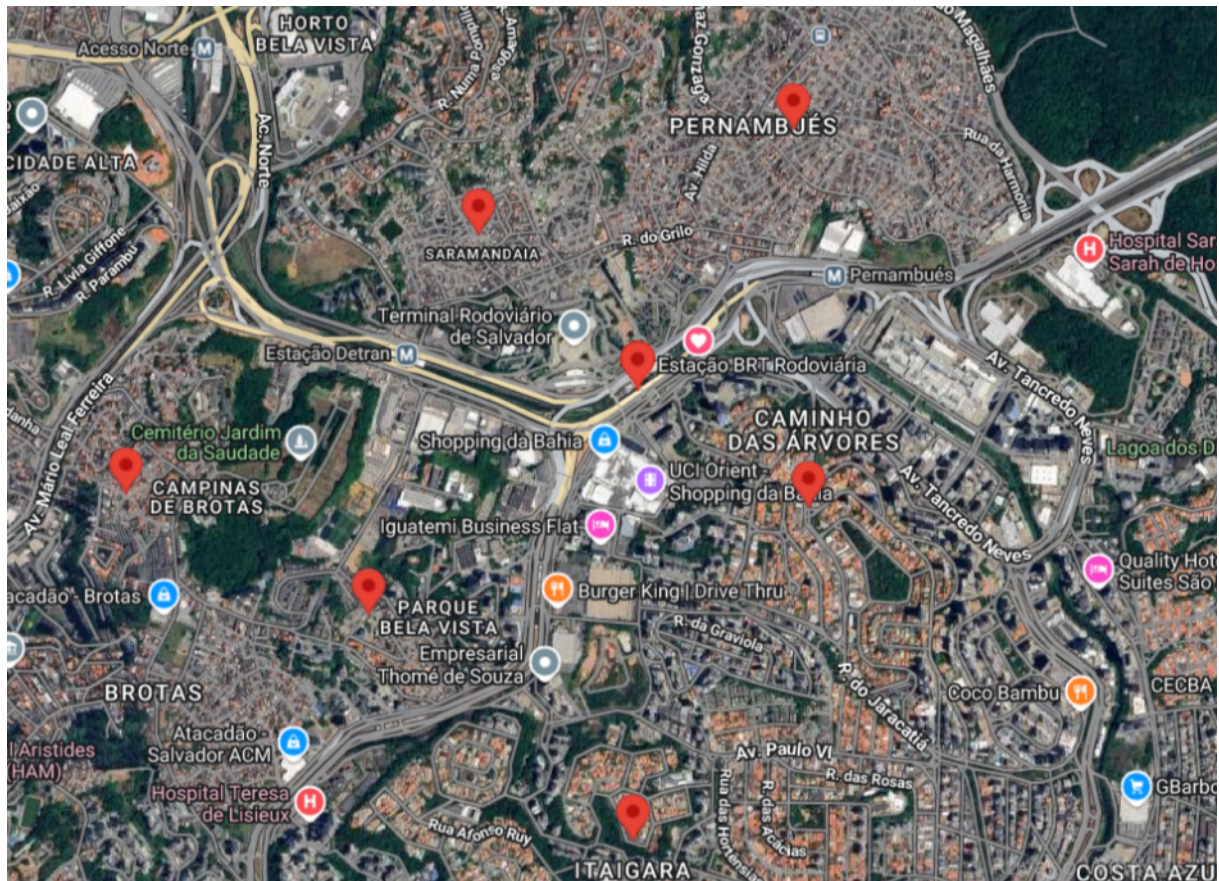 HORTO
BELA VISTA
Acesso Norte
R. Numa Pompílio
Amargosa
Ac. Norte
CIDADE ALTA
PERNAMBUÉS
Magalhães
Rua da Harmonia
Av. Hilda
R. Lívia Giffone
R. Parambu
SARAMANDAIA
R. do Grilo
Hospital Sara
Sarah de Ho
Pernambués
Terminal Rodoviário
de Salvador
Estação Detran
Estação BRT Rodoviária
Av. Tancredo Neves
Av. Mário Leal Ferreira
Cemitério Jardim
da Saudade
Shopping da Bahia
CAMINHO
DAS ÁRVORES
Lagoa dos
CAMPINAS
DE BROTAS
UCI Orient -
Shopping da Bahia
Av. Tancredo Neves
Iguatemi Business Flat
Quality Hot
Suites São
acadão - Brotas
Burger King | Drive Thru
PARQUE
BELA VISTA
R. da Graviola
Empresarial
Thomé de Souza
R. do Jaracatiá
BROTAS
Coco Bambu
CECBA
Atacadão -
Salvador ACM
Av. Paulo VI
l Aristides
(HAM)
R. das Rosas
GBarbo
Hospital Teresa
de Lisieux
Rua das Hortênsias
R. das Acácias
Rua Afonso Ruy
ITAIGARA
COSTA AZU